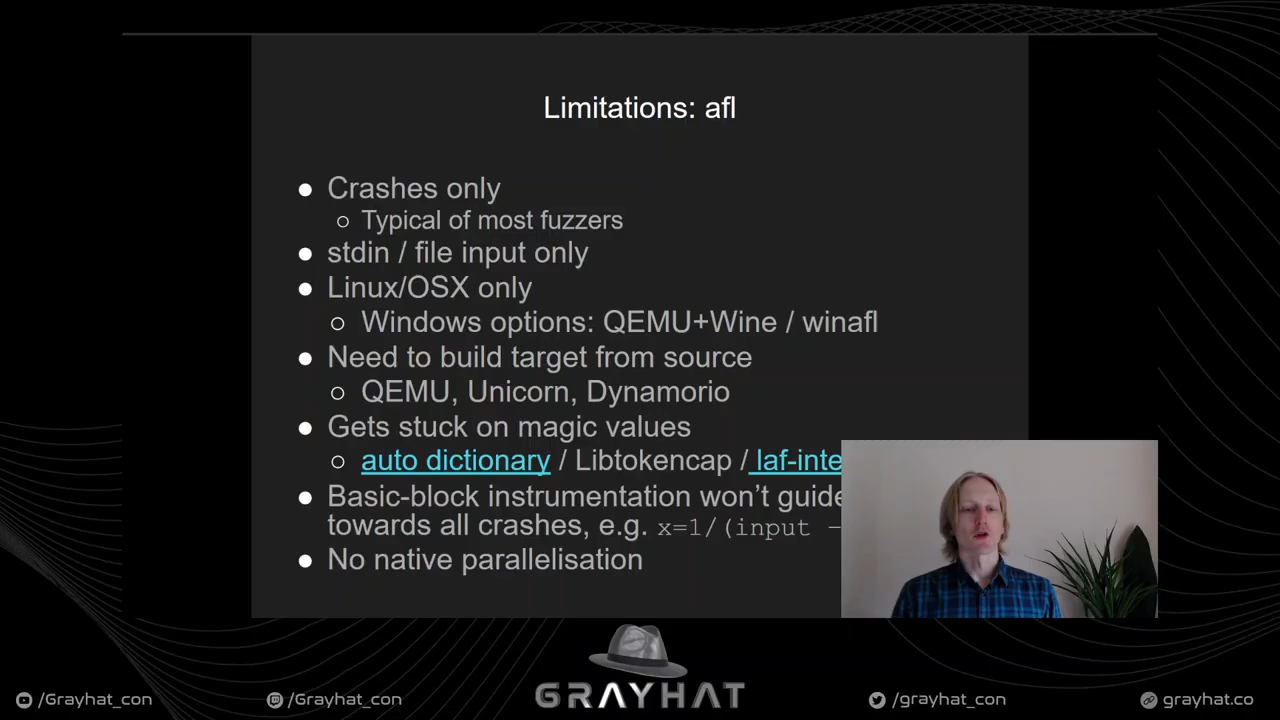 Limitations: afl
● Crashes only
○ Typical of most fuzzers
● stdin / file input only
● Linux/OSX only
○ Windows options: QEMU+Wine / winafl
● Need to build target from source
○ QEMU, Unicorn, Dynamorio
● Gets stuck on magic values
○ auto dictionary / Libtokencap / laf-inte
● Basic-block instrumentation won't guide
towards all crashes, e.g. x=1/(input −
● No native parallelisation
GRAYHAT
/Grayhat_con /Grayhat_con /grayhat_con grayhat.co